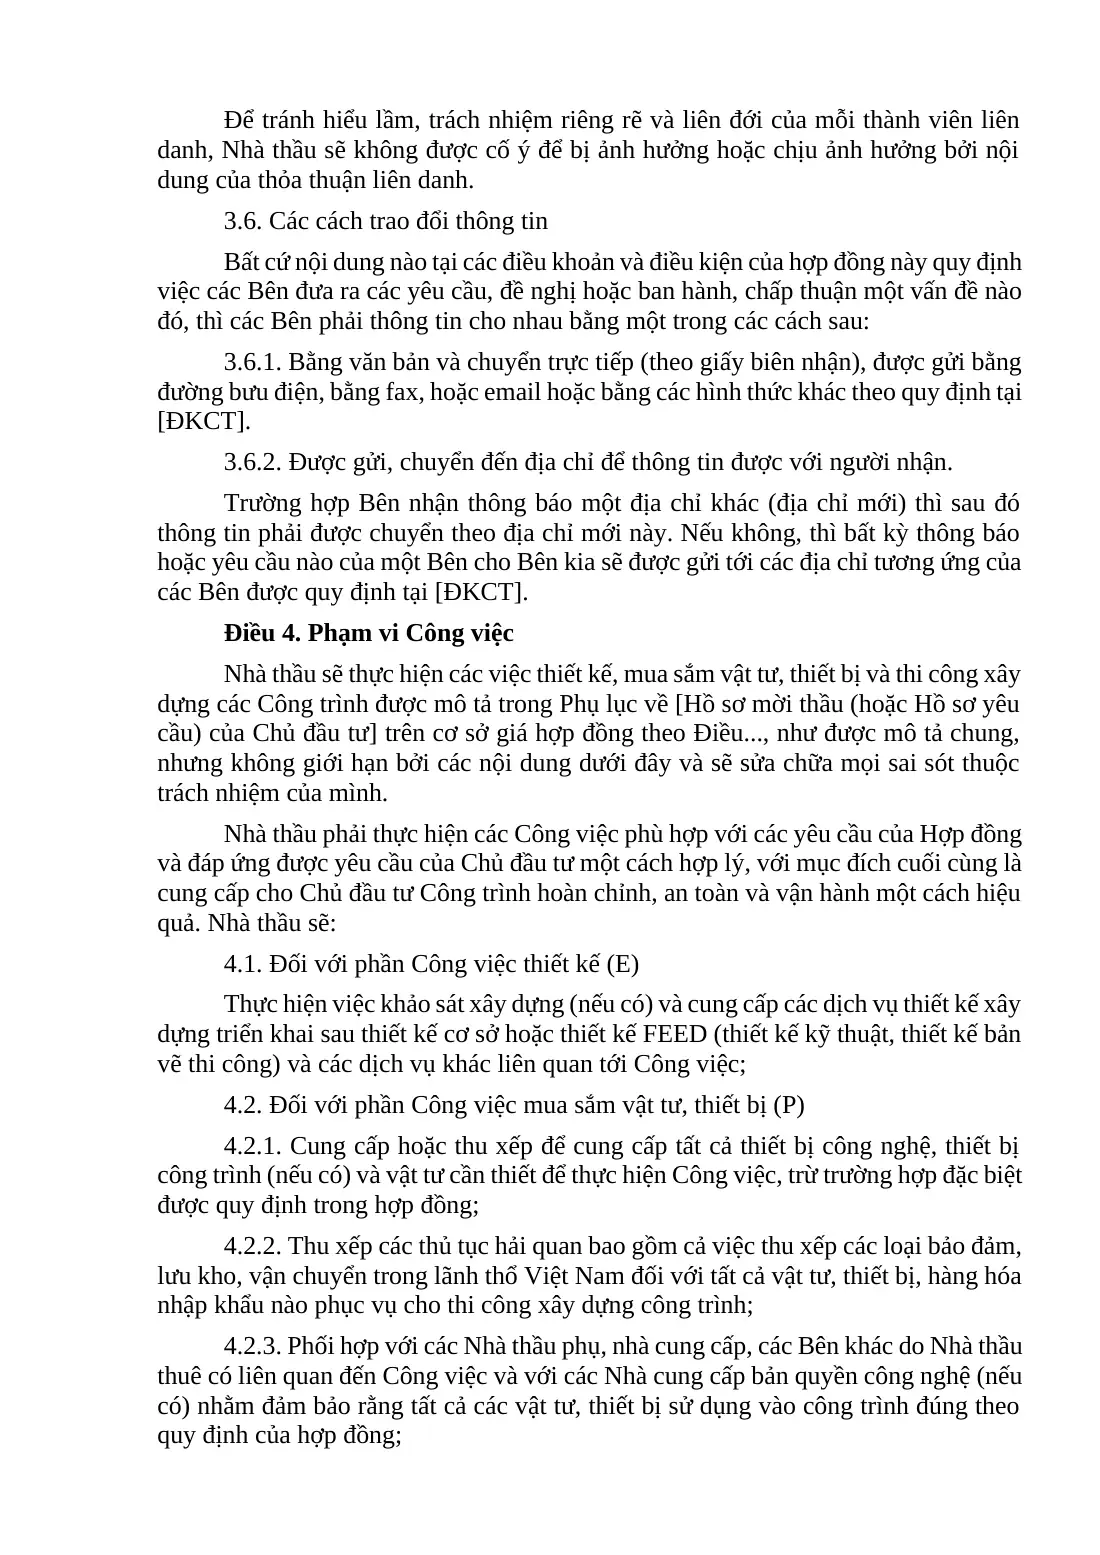 Để tránh hiểu lầm, trách nhiệm riêng rẽ và liên đới của mỗi thành viên liên
danh, Nhà thầu sẽ không được cố ý để bị ảnh hưởng hoặc chịu ảnh hưởng bởi nội
dung của thỏa thuận liên danh.
3.6. Các cách trao đổi thông tin
Bất cứ nội dung nào tại các điều khoản và điều kiện của hợp đồng này quy định
việc các Bên đưa ra các yêu cầu, đề nghị hoặc ban hành, chấp thuận một vấn đề nào
đó, thì các Bên phải thông tin cho nhau bằng một trong các cách sau:
3.6.1. Bằng văn bản và chuyển trực tiếp (theo giấy biên nhận), được gửi bằng
đường bưu điện, bằng fax, hoặc email hoặc bằng các hình thức khác theo quy định tại
[ĐKCT].
3.6.2. Được gửi, chuyển đến địa chỉ để thông tin được với người nhận.
Trường hợp Bên nhận thông báo một địa chỉ khác (địa chỉ mới) thì sau đó
thông tin phải được chuyển theo địa chỉ mới này. Nếu không, thì bất kỳ thông báo
hoặc yêu cầu nào của một Bên cho Bên kia sẽ được gửi tới các địa chỉ tương ứng của
các Bên được quy định tại [ĐKCT].
Điều 4. Phạm vi Công việc
Nhà thầu sẽ thực hiện các việc thiết kế, mua sắm vật tư, thiết bị và thi công xây
dựng các Công trình được mô tả trong Phụ lục về [Hồ sơ mời thầu (hoặc Hồ sơ yêu
cầu) của Chủ đầu tư] trên cơ sở giá hợp đồng theo Điều..., như được mô tả chung,
nhưng không giới hạn bởi các nội dung dưới đây và sẽ sửa chữa mọi sai sót thuộc
trách nhiệm của mình.
Nhà thầu phải thực hiện các Công việc phù hợp với các yêu cầu của Hợp đồng
và đáp ứng được yêu cầu của Chủ đầu tư một cách hợp lý, với mục đích cuối cùng là
cung cấp cho Chủ đầu tư Công trình hoàn chỉnh, an toàn và vận hành một cách hiệu
quả. Nhà thầu sẽ:
4.1. Đối với phần Công việc thiết kế (E)
Thực hiện việc khảo sát xây dựng (nếu có) và cung cấp các dịch vụ thiết kế xây
dựng triển khai sau thiết kế cơ sở hoặc thiết kế FEED (thiết kế kỹ thuật, thiết kế bản
vẽ thi công) và các dịch vụ khác liên quan tới Công việc;
4.2. Đối với phần Công việc mua sắm vật tư, thiết bị (P)
4.2.1. Cung cấp hoặc thu xếp để cung cấp tất cả thiết bị công nghệ, thiết bị
công trình (nếu có) và vật tư cần thiết để thực hiện Công việc, trừ trường hợp đặc biệt
được quy định trong hợp đồng;
4.2.2. Thu xếp các thủ tục hải quan bao gồm cả việc thu xếp các loại bảo đảm,
lưu kho, vận chuyển trong lãnh thổ Việt Nam đối với tất cả vật tư, thiết bị, hàng hóa
nhập khẩu nào phục vụ cho thi công xây dựng công trình;
4.2.3. Phối hợp với các Nhà thầu phụ, nhà cung cấp, các Bên khác do Nhà thầu
thuê có liên quan đến Công việc và với các Nhà cung cấp bản quyền công nghệ (nếu
có) nhằm đảm bảo rằng tất cả các vật tư, thiết bị sử dụng vào công trình đúng theo
quy định của hợp đồng;